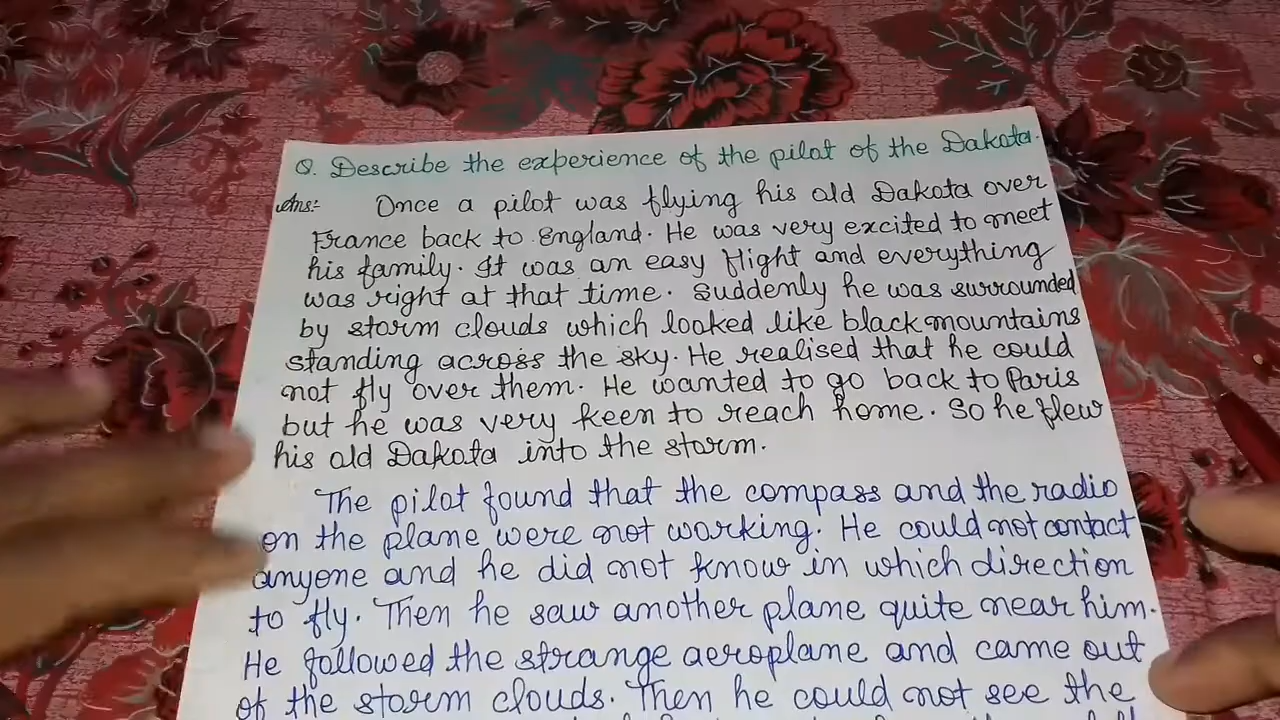 Q. Describe the experience of the pilot of the Dakota.
Ans:- Once a pilot was flying his old Dakota over
France back to England. He was very excited to meet
his family. It was an easy flight and everything
was right at that time. Suddenly he was surrounded
by storm clouds which looked like black mountains
standing across the sky. He realised that he could
not fly over them. He wanted to go back to Paris
but he was very keen to reach home. So he flew
his old Dakota into the storm.
The pilot found that the compass and the radio
on the plane were not working. He could not contact
anyone and he did not know in which direction
to fly. Then he saw another plane quite near him.
He followed the strange aeroplane and came out
of the storm clouds. Then he could not see the